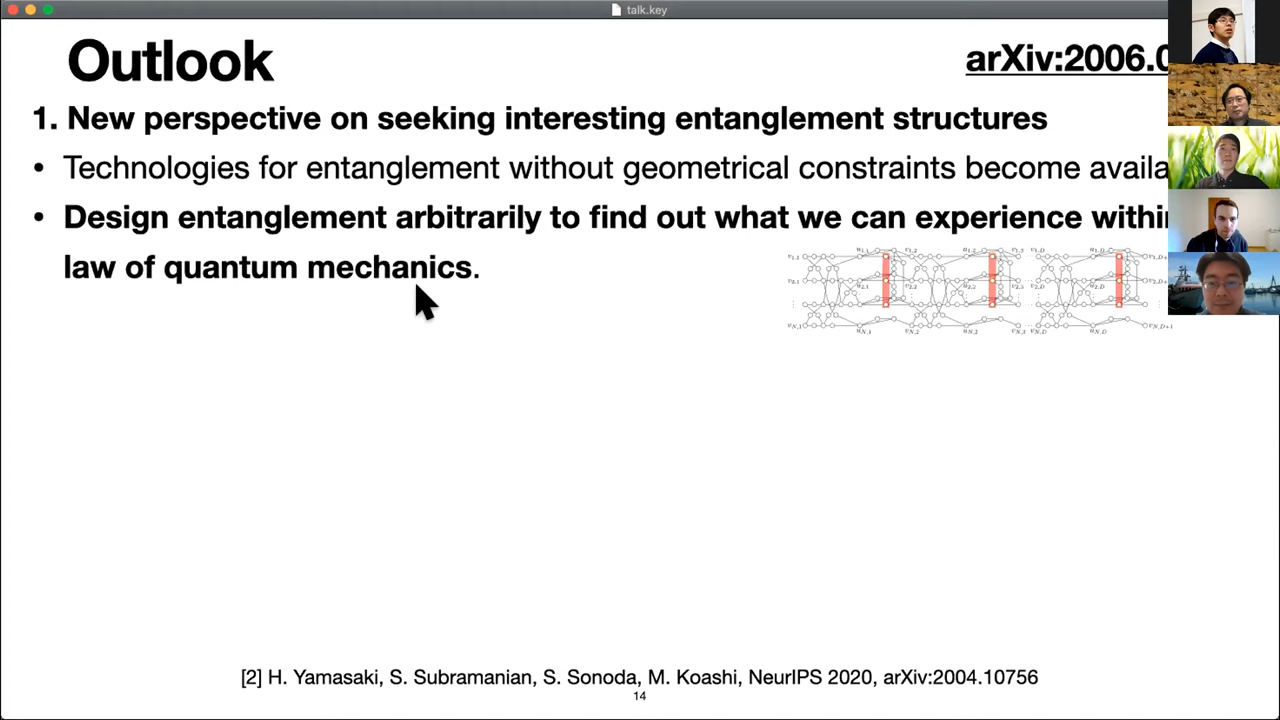 talk.key
Outlook
arXiv:2006.0
1. New perspective on seeking interesting entanglement structures
• Technologies for entanglement without geometrical constraints become availa
• Design entanglement arbitrarily to find out what we can experience within
law of quantum mechanics.
[2] H. Yamasaki, S. Subramanian, S. Sonoda, M. Koashi, NeurIPS 2020, arXiv:2004.10756
14